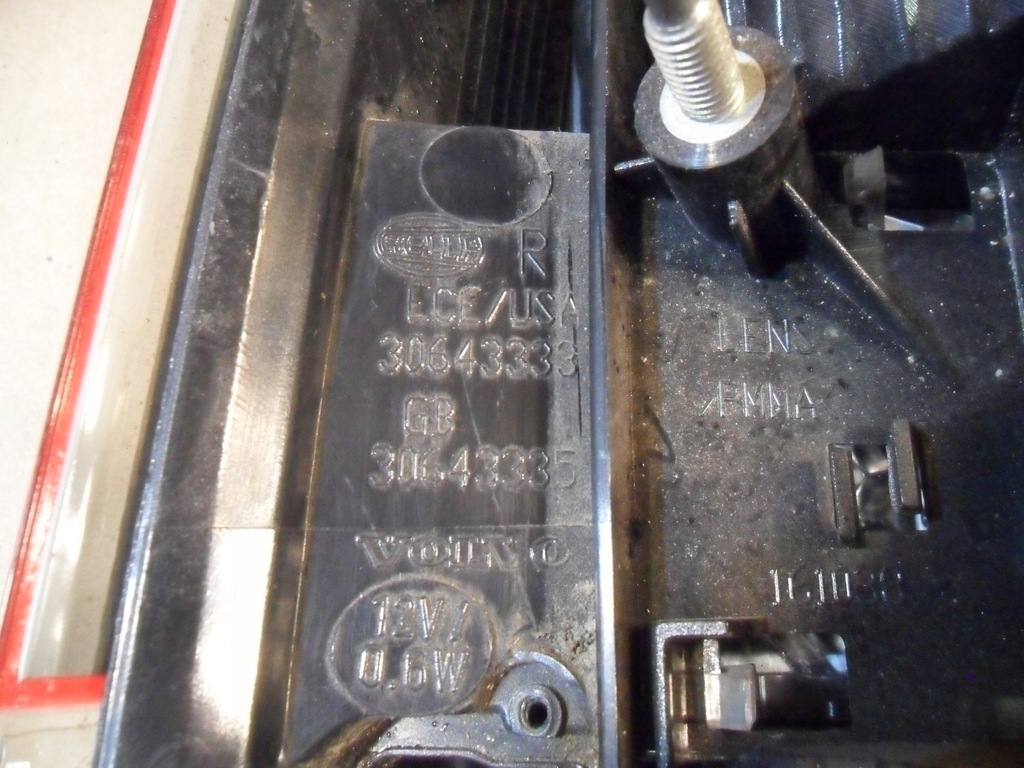 HELLA R
ECE/USA
30643333
GB
30643335
VOLVO
12V/
0.6W
LENS
>PMMA